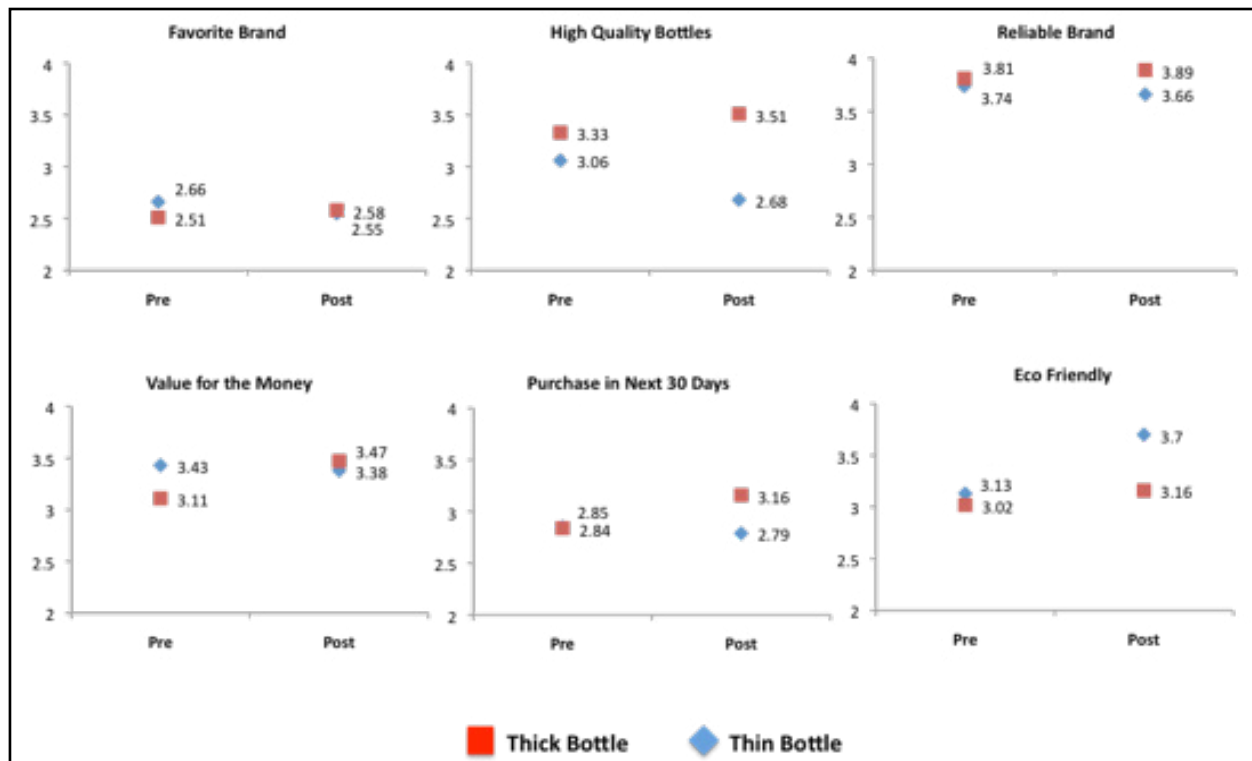 Favorite Brand
4
3.5
3
2.5
2
2.66
2.51
2.58
2.55
Pre
Post
High Quality Bottles
4
3.5
3
2.5
2
3.33
3.06
3.51
2.68
Pre
Post
Reliable Brand
4
3.5
3
2.5
2
3.81
3.74
3.89
3.66
Pre
Post
Value for the Money
4
3.5
3
2.5
2
3.43
3.11
3.47
3.38
Pre
Post
Purchase in Next 30 Days
4
3.5
3
2.5
2
2.85
2.84
3.16
2.79
Pre
Post
Eco Friendly
4
3.5
3
2.5
2
3.13
3.02
3.7
3.16
Pre
Post
Thick Bottle
Thin Bottle